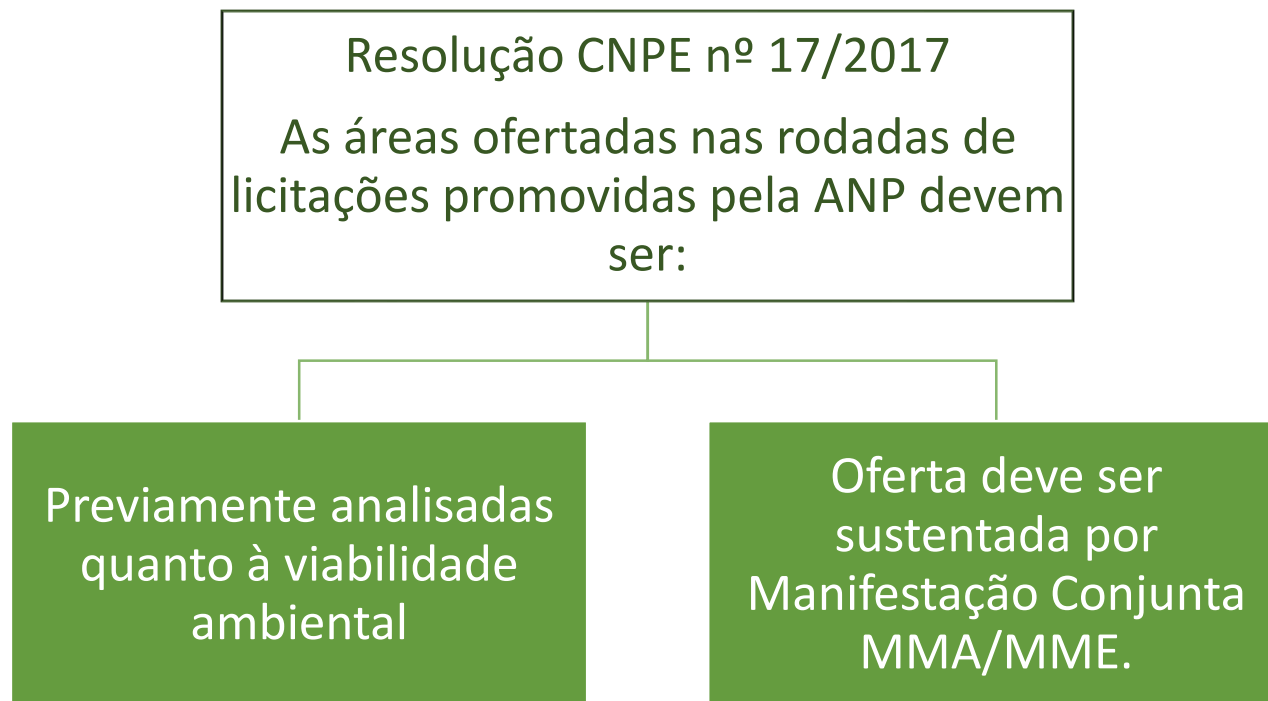 Resolução CNPE nº 17/2017
As áreas ofertadas nas rodadas de
licitações promovidas pela ANP devem
ser:
Previamente analisadas
quanto à viabilidade
ambiental
Oferta deve ser
sustentada por
Manifestação Conjunta
MMA/MME.